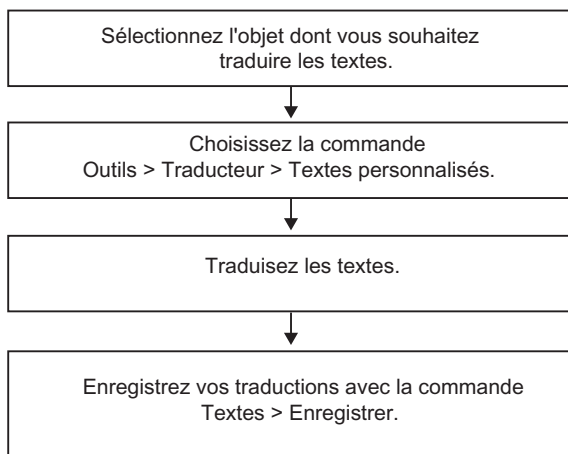 Sélectionnez l'objet dont vous souhaitez
traduire les textes.
Choisissez la commande
Outils > Traducteur > Textes personnalisés.
Traduisez les textes.
Enregistrez vos traductions avec la commande
Textes > Enregistrer.